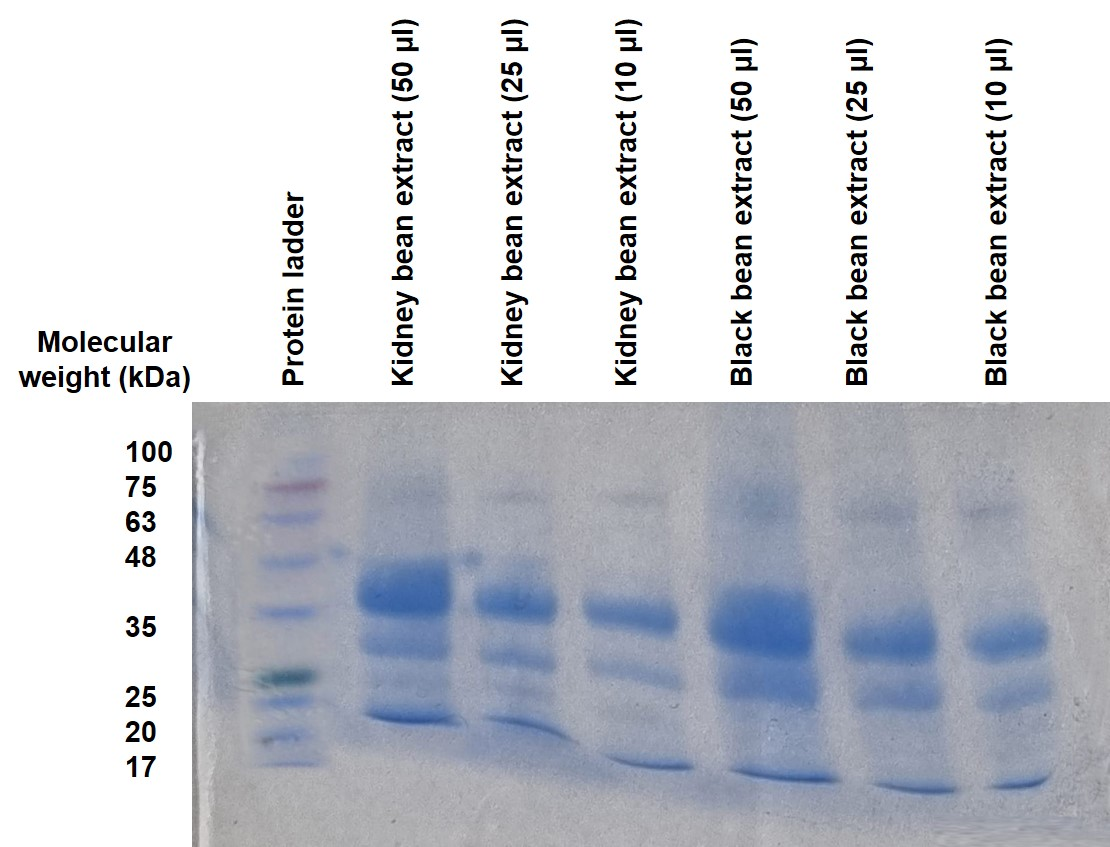 Molecular
weight (kDa)
Protein ladder
Kidney bean extract (50 µl)
Kidney bean extract (25 µl)
Kidney bean extract (10 µl)
Black bean extract (50 µl)
Black bean extract (25 µl)
Black bean extract (10 µl)
100
75
63
48
35
25
20
17